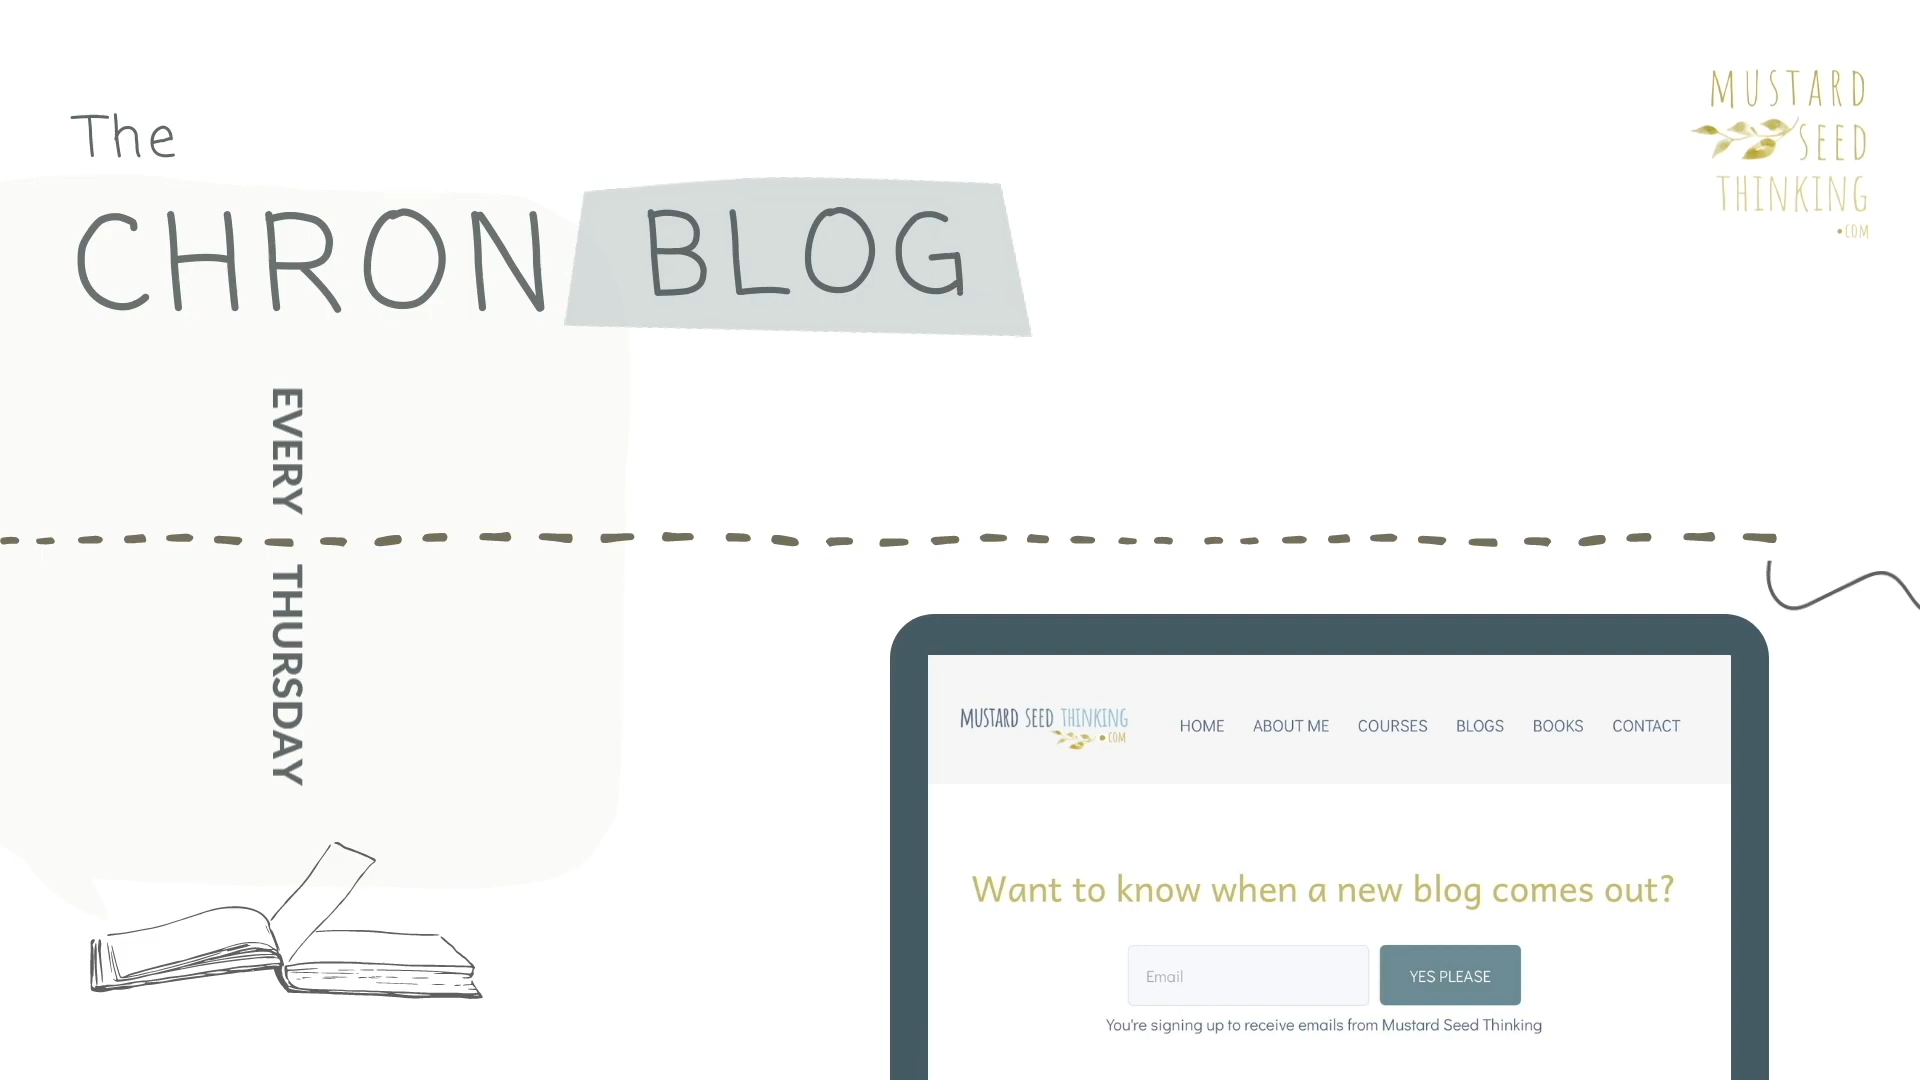 The
CHRON BLOG
MUSTARD
SEED
THINKING
.COM
EVERY THURSDAY
MUSTARD SEED THINKING
.COM
HOME ABOUT ME COURSES BLOGS BOOKS CONTACT
Want to know when a new blog comes out?
Email YES PLEASE
You're signing up to receive emails from Mustard Seed Thinking